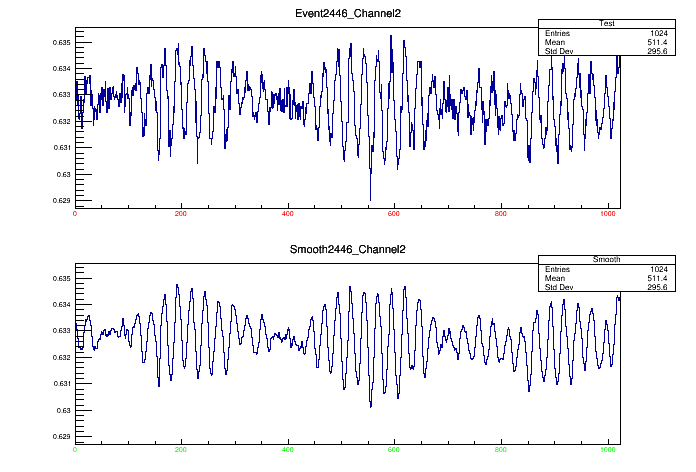 Event2446_Channel2
Test
Entries 1024
Mean 511.4
Std Dev 295.6
0.635
0.634
0.633
0.632
0.631
0.63
0.629
0 200 400 600 800 1000
Smooth2446_Channel2
Smooth
Entries 1024
Mean 511.4
Std Dev 295.6
0.635
0.634
0.633
0.632
0.631
0.63
0.629
0 200 400 600 800 1000